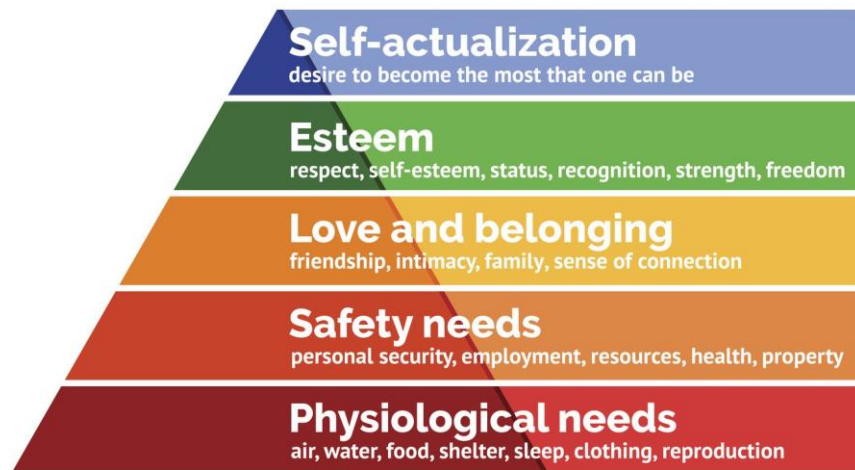 Self-actualization
desire to become the most that one can be
Esteem
respect, self-esteem, status, recognition, strength, freedom
Love and belonging
friendship, intimacy, family, sense of connection
Safety needs
personal security, employment, resources, health, property
Physiological needs
air, water, food, shelter, sleep, clothing, reproduction